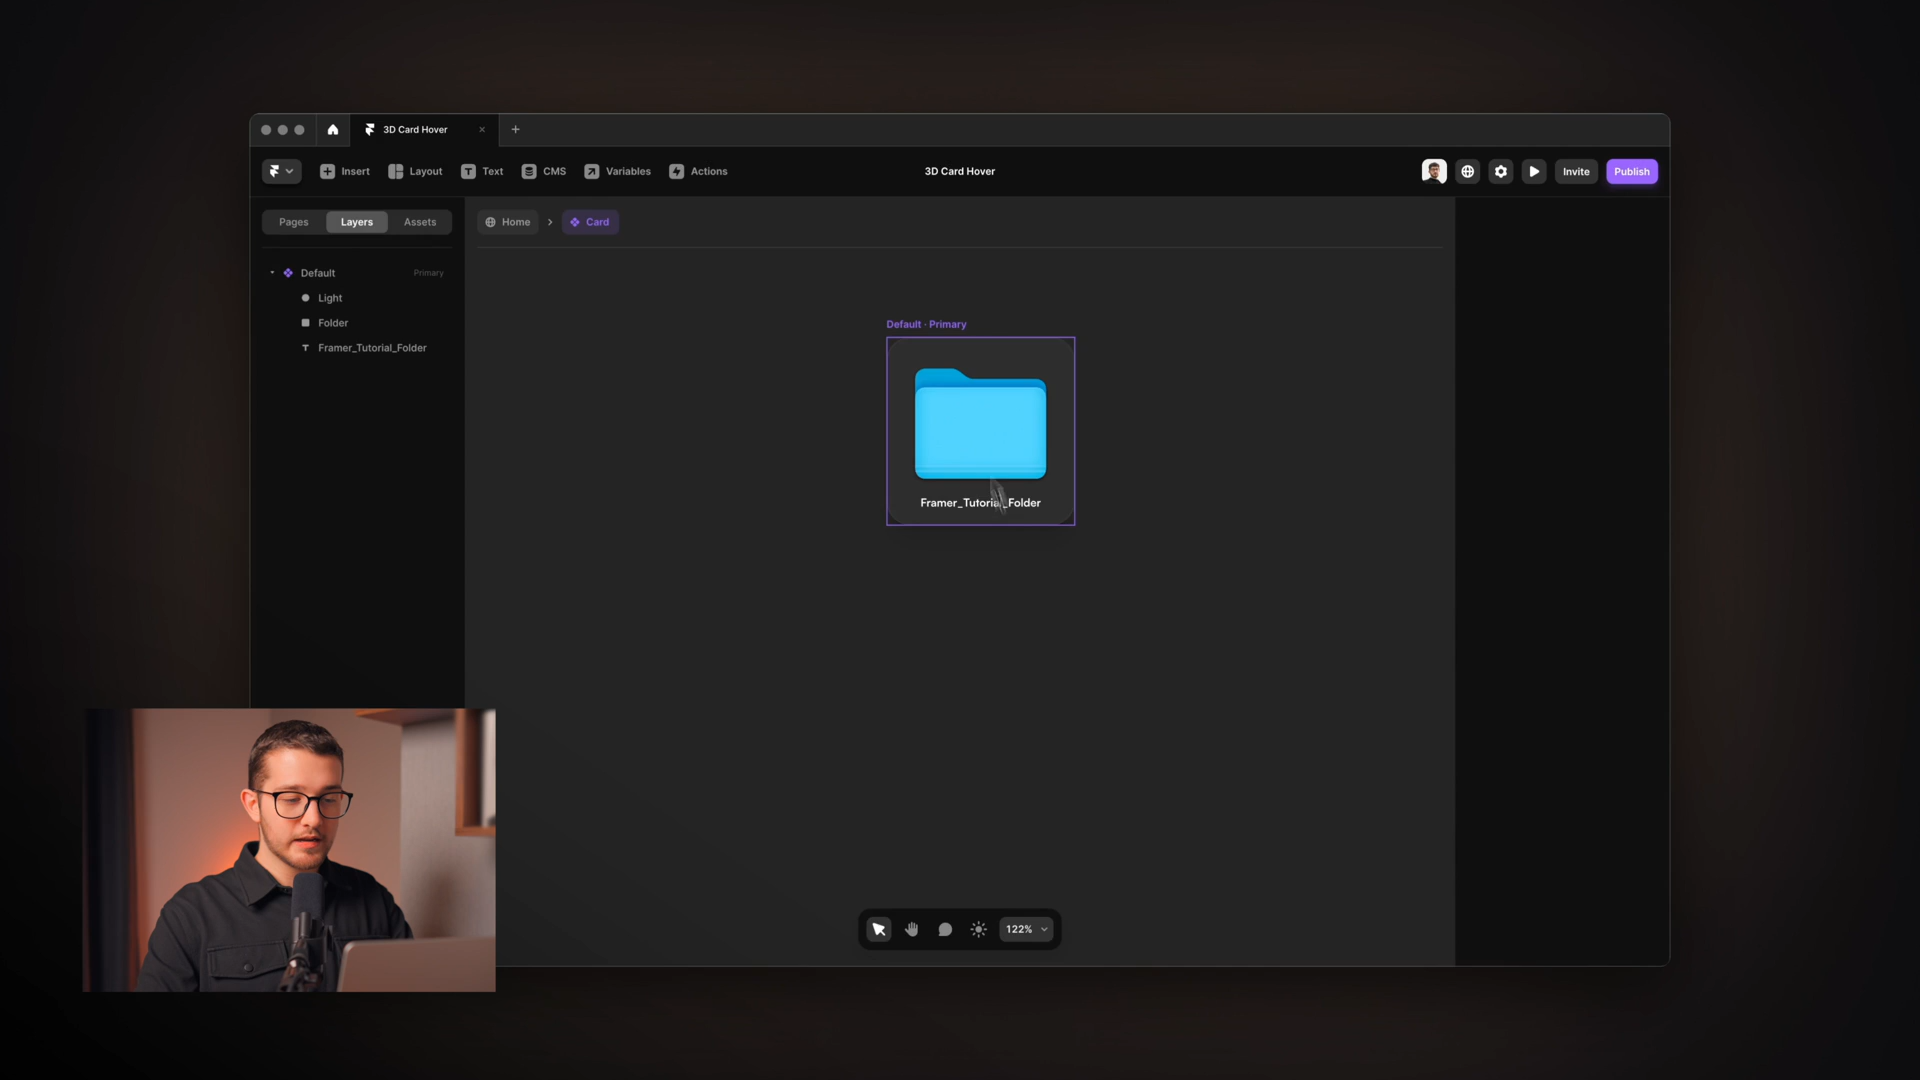 3D Card Hover
Insert
Layout
Text
CMS
Variables
Actions
3D Card Hover
Invite
Publish
Pages
Layers
Assets
Home
Card
Default
Primary
Light
Folder
Framer_Tutorial_Folder
Default · Primary
Framer_Tutorial_Folder
122%